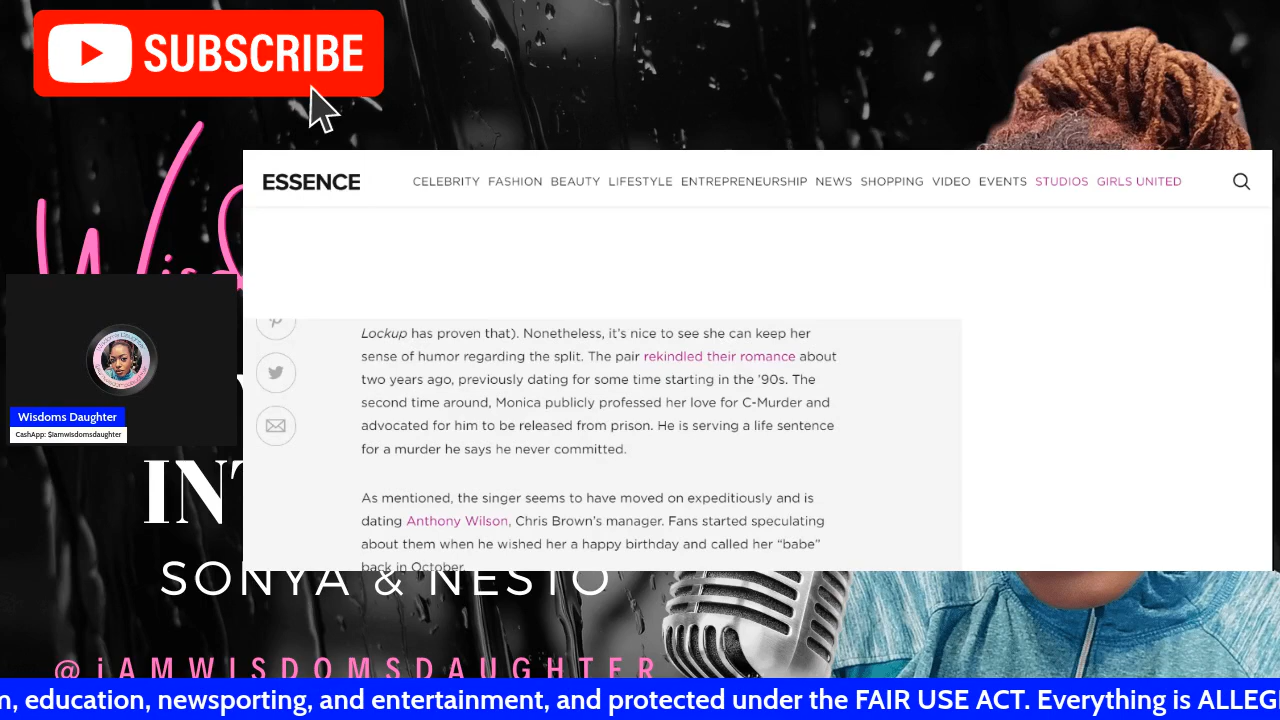 SUBSCRIBE
ESSENCE
CELEBRITY FASHION BEAUTY LIFESTYLE ENTREPRENEURSHIP NEWS SHOPPING VIDEO EVENTS STUDIOS GIRLS UNITED
Lockup has proven that). Nonetheless, it's nice to see she can keep her
sense of humor regarding the split. The pair rekindled their romance about
two years ago, previously dating for some time starting in the '90s. The
second time around, Monica publicly professed her love for C-Murder and
advocated for him to be released from prison. He is serving a life sentence
for a murder he says he never committed.
As mentioned, the singer seems to have moved on expeditiously and is
dating Anthony Wilson, Chris Brown's manager. Fans started speculating
about them when he wished her a happy birthday and called her “babe”
back in October.
Wisdoms Daughter
CashApp: $iamwisdomsdaughter
SONYA & NESTO
@iAMWISDOMSDAUGHTER
education, newsporting, and entertainment, and protected under the FAIR USE ACT. Everything is